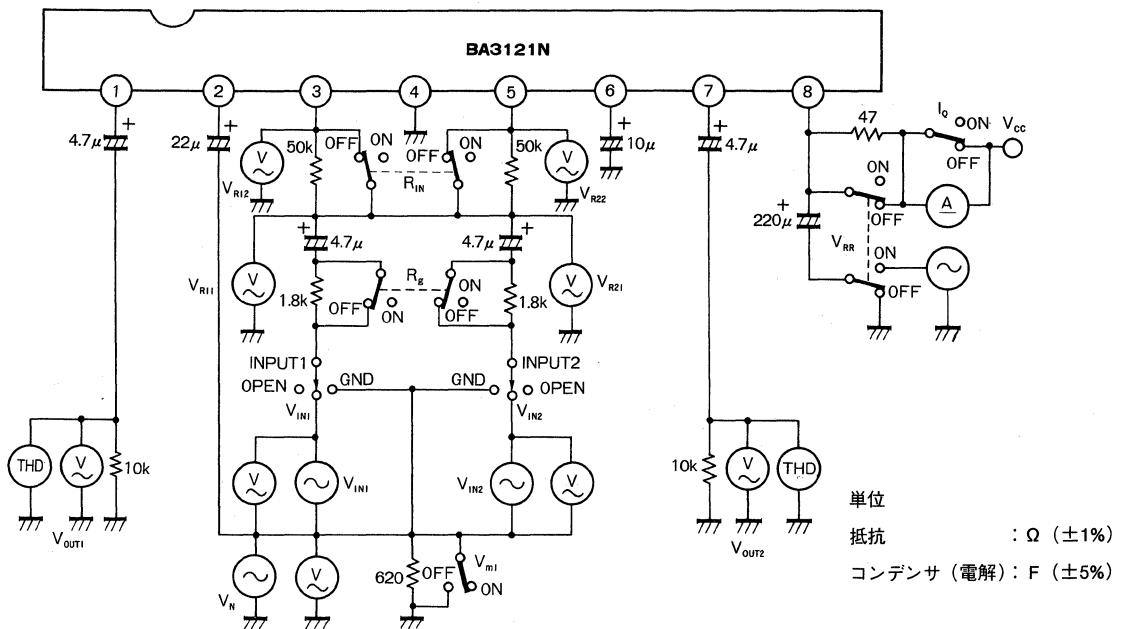 BA3121N
1 2 3 4 5 6 7 8
4.7μ + 22μ + 50k OFF ON OFF ON 50k + 10μ + 4.7μ 47 IQ ON VCC OFF
V VR12 RIN V VR22
+ 4.7μ 4.7μ + + 220μ ON OFF A
VRR ON OFF
V VR11 1.8k OFF ON Rg ON OFF 1.8k V VR21
INPUT1 INPUT2
OPEN GND GND OPEN
VIN1 VIN2
THD V 10k V VIN1 VIN2 V 10k V THD
VOUT1 VOUT2
VN V 620 OFF Vm1 ON
単位
抵抗 : Ω (±1%)
コンデンサ (電解) : F (±5%)